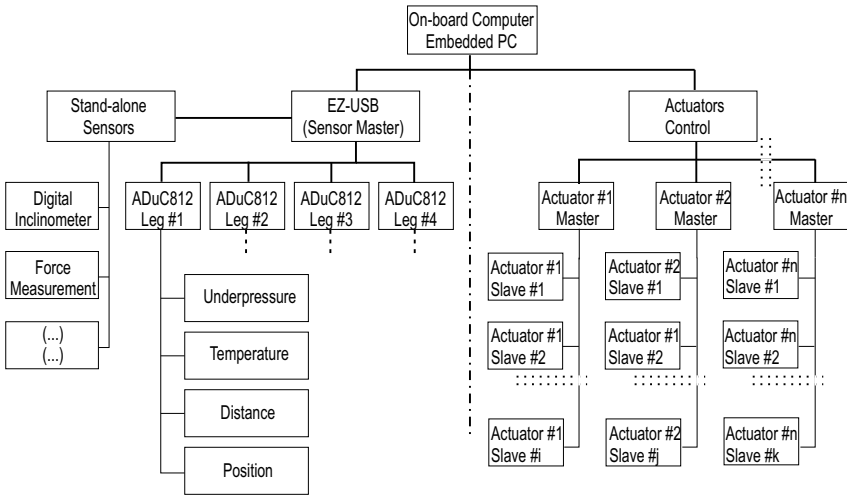 On-board Computer
Embedded PC
Stand-alone
Sensors
EZ-USB
(Sensor Master)
Actuators
Control
Digital
Inclinometer
Force
Measurement
(...)
(...)
ADuC812
Leg #1
ADuC812
Leg #2
ADuC812
Leg #3
ADuC812
Leg #4
Underpressure
Temperature
Distance
Position
Actuator #1
Master
Actuator #2
Master
Actuator #n
Master
Actuator #1
Slave #1
Actuator #2
Slave #1
Actuator #n
Slave #1
Actuator #1
Slave #2
Actuator #1
Slave #2
Actuator #n
Slave #2
Actuator #1
Slave #i
Actuator #2
Slave #j
Actuator #n
Slave #k